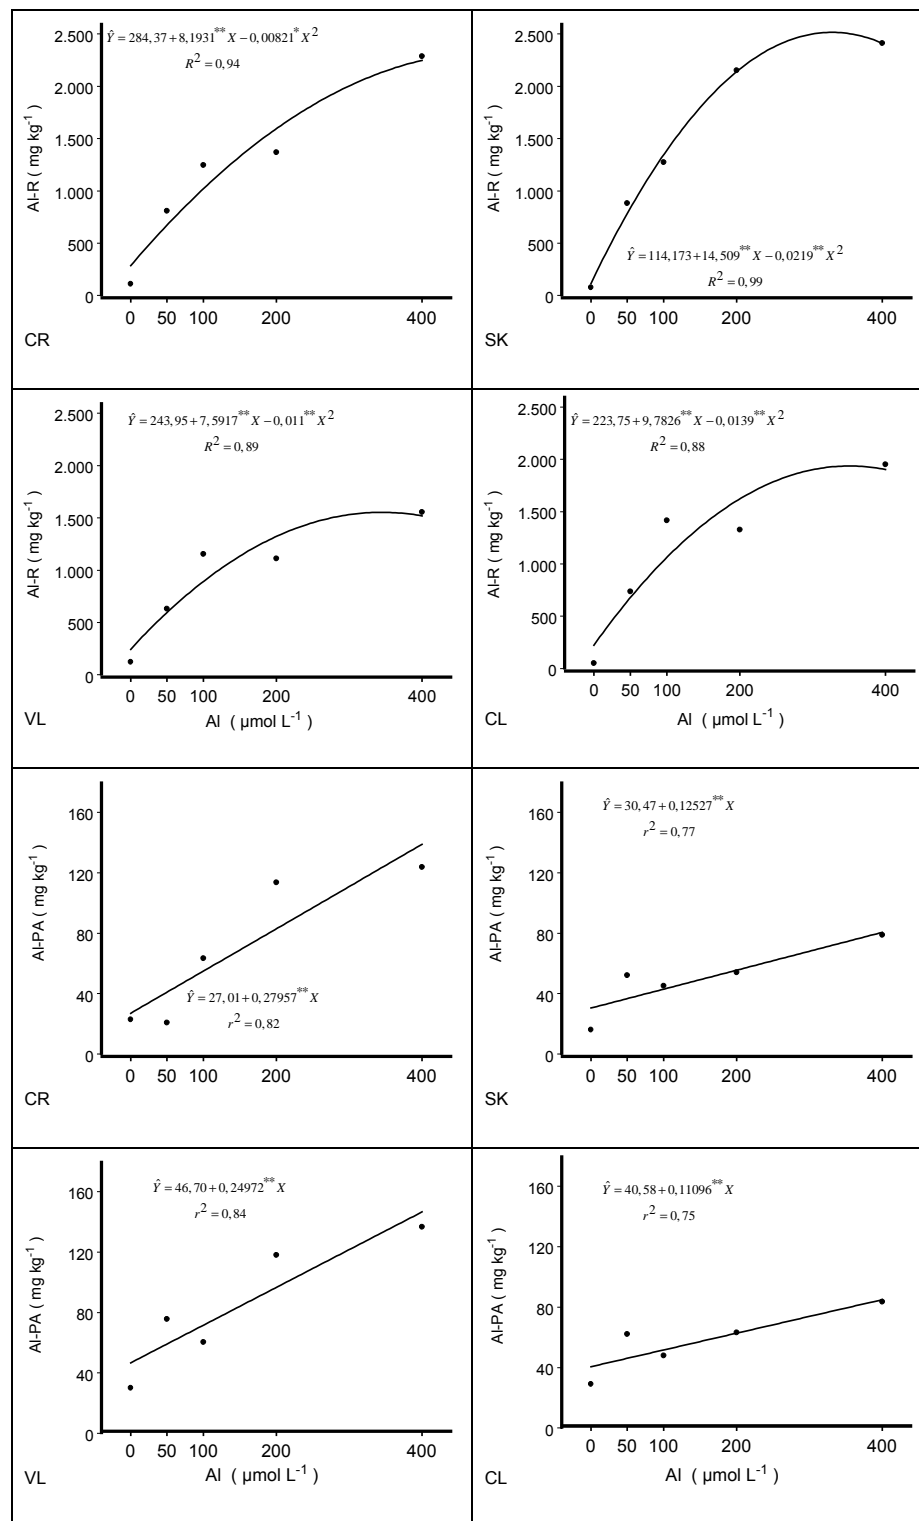 Ŷ = 284,37+8,1931** X − 0,00821* X²
R² = 0,94
2.500
2.000
1.500
1.000
500
0
Al-R ( mg kg⁻¹ )
0 50 100 200 400
CR
2.500
2.000
1.500
1.000
500
0
Al-R ( mg kg⁻¹ )
Ŷ = 114,173+14,509** X − 0,0219** X²
R² = 0,99
0 50 100 200 400
SK
Ŷ = 243,95+7,5917** X − 0,011** X²
R² = 0,89
2.500
2.000
1.500
1.000
500
0
Al-R ( mg kg⁻¹ )
0 50 100 200 400
VL Al ( µmol L⁻¹ )
Ŷ = 223,75+9,7826** X − 0,0139** X²
R² = 0,88
2.500
2.000
1.500
1.000
500
0
Al-R ( mg kg⁻¹ )
0 50 100 200 400
CL Al ( µmol L⁻¹ )
160
120
80
40
0
Al-PA ( mg kg⁻¹ )
Ŷ = 27,01+0,27957** X
r² = 0,82
0 50 100 200 400
CR
Ŷ = 30,47+0,12527** X
r² = 0,77
160
120
80
40
0
Al-PA ( mg kg⁻¹ )
0 50 100 200 400
SK
Ŷ = 46,70+0,24972** X
r² = 0,84
160
120
80
40
0
Al-PA ( mg kg⁻¹ )
0 50 100 200 400
VL Al ( µmol L⁻¹ )
Ŷ = 40,58+0,11096** X
r² = 0,75
160
120
80
40
0
Al-PA ( mg kg⁻¹ )
0 50 100 200 400
CL Al ( µmol L⁻¹ )